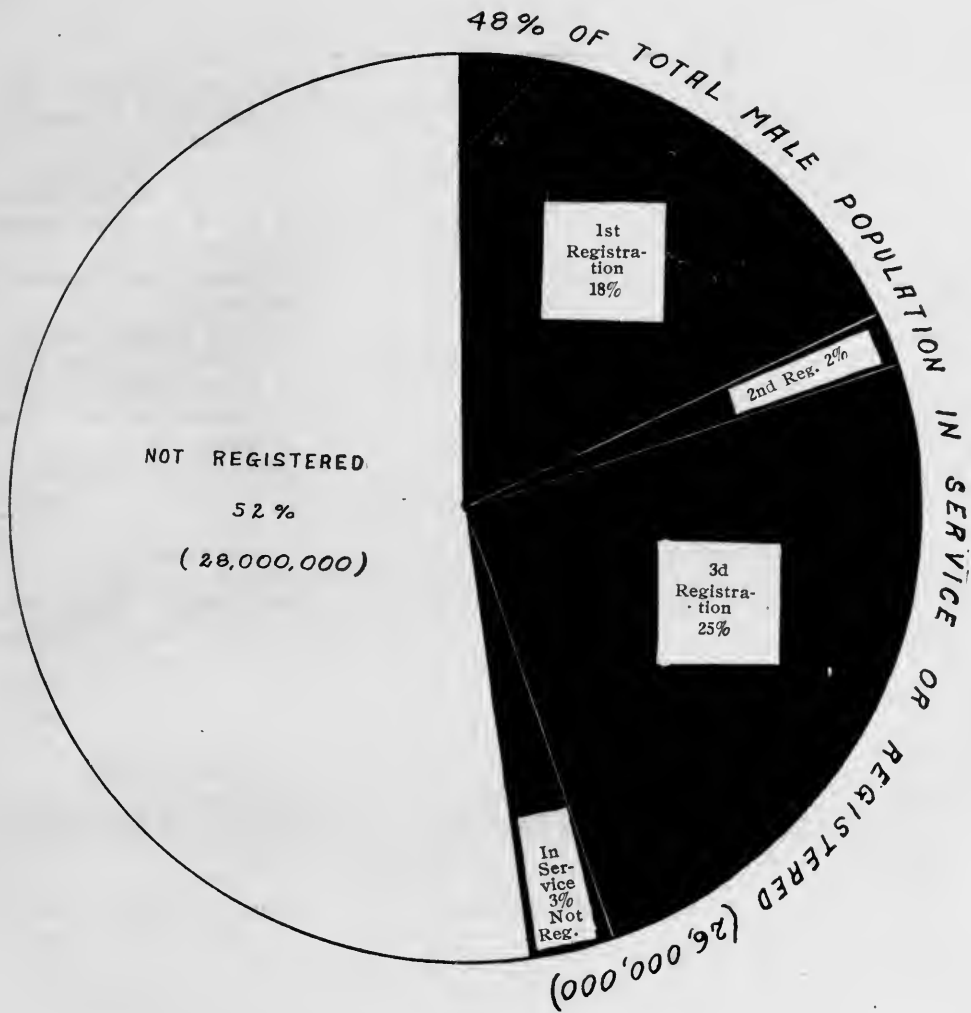 48% OF TOTAL MALE POPULATION IN SERVICE OR REGISTERED (26,000,000)
1st
Registra-
tion
18%
2nd Reg. 2%
NOT REGISTERED
52%
(28,000,000)
3d
Registra-
tion
25%
In
Ser-
vice
3%
Not
Reg.